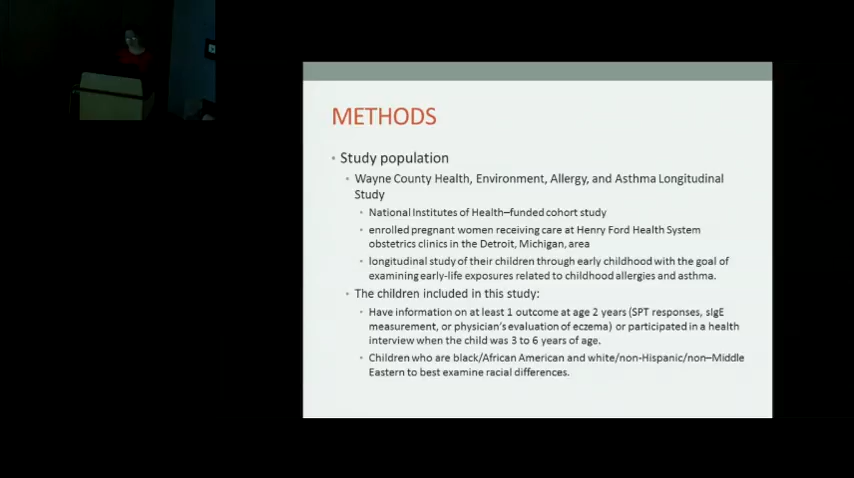 METHODS
• Study population
• Wayne County Health, Environment, Allergy, and Asthma Longitudinal
Study
• National Institutes of Health–funded cohort study
• enrolled pregnant women receiving care at Henry Ford Health System
obstetrics clinics in the Detroit, Michigan, area
• longitudinal study of their children through early childhood with the goal of
examining early-life exposures related to childhood allergies and asthma.
• The children included in this study:
• Have information on at least 1 outcome at age 2 years (SPT responses, sIgE
measurement, or physician's evaluation of eczema) or participated in a health
interview when the child was 3 to 6 years of age.
• Children who are black/African American and white/non-Hispanic/non–Middle
Eastern to best examine racial differences.